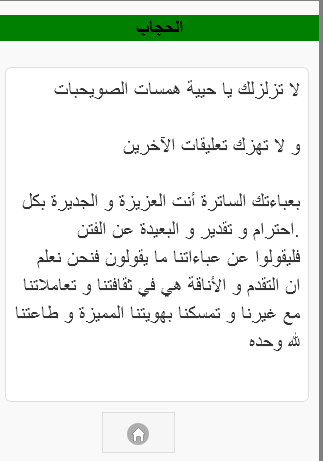 الحجاب
لا تزلزلك يا حيية همسات الصويحبات
و لا تهزك تعليقات الآخرين
بعباءتك الساترة أنت العزيزة و الجديرة بكل
احترام و تقدير و البعيدة عن الفتن.
فليقولوا عن عباءاتنا ما يقولون فنحن نعلم
ان التقدم و الأناقة هي في ثقافتنا و تعاملاتنا
مع غيرنا و تمسكنا بهويتنا المميزة و طاعتنا
لله وحده